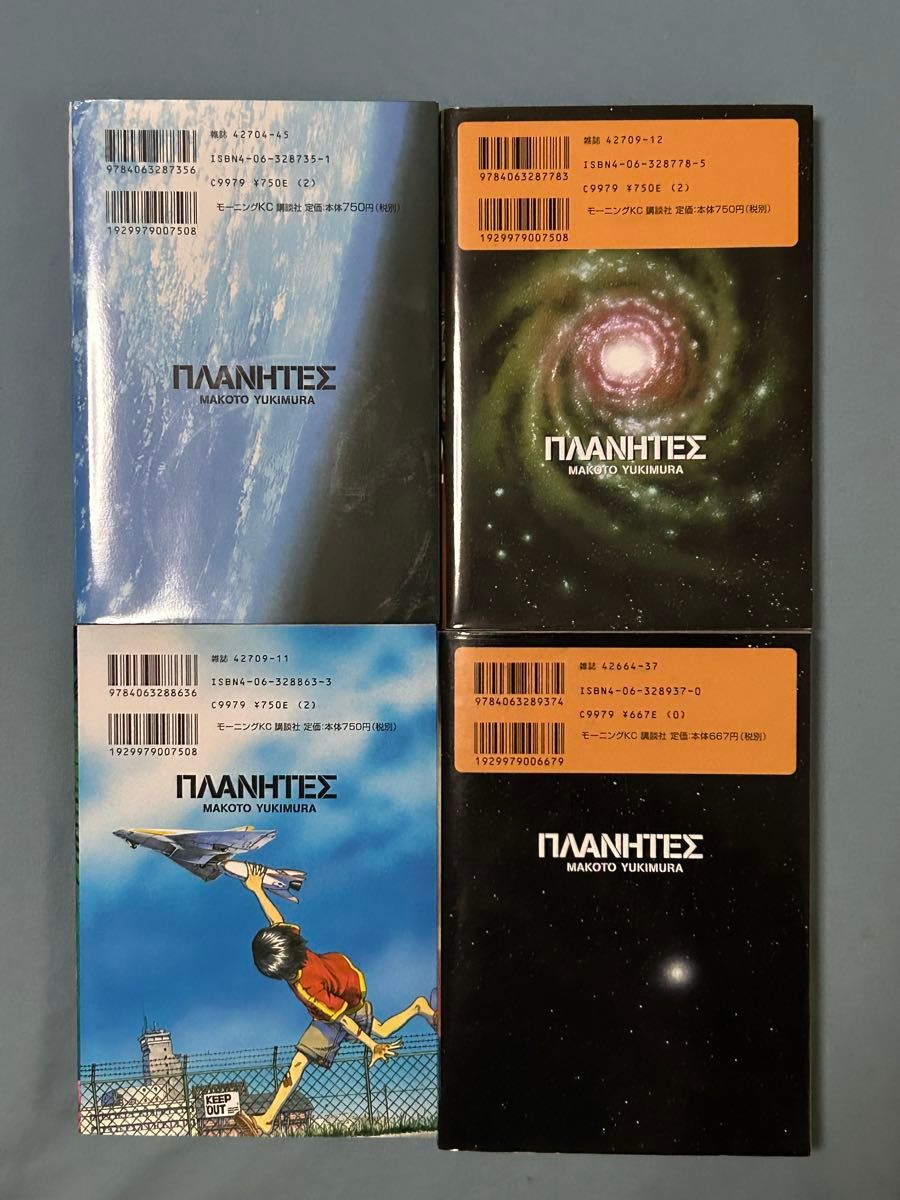 雑誌 42704-45
9784063287356
ISBN4-06-328735-1
C9979 ¥750E (2)
モーニングKC 講談社 定価:本体750円(税別)
1929979007508
ΠΛΑΝΗΤΕΣ
MAKOTO YUKIMURA
雑誌 42709-12
9784063287783
ISBN4-06-328778-5
C9979 ¥750E (2)
モーニングKC 講談社 定価:本体750円(税別)
1929979007508
ΠΛΑΝΗΤΕΣ
MAKOTO YUKIMURA
雑誌 42709-11
9784063288636
ISBN4-06-328863-3
C9979 ¥750E (2)
モーニングKC 講談社 定価:本体750円(税別)
1929979007508
ΠΛΑΝΗΤΕΣ
MAKOTO YUKIMURA
KEEP
OUT
雑誌 42664-37
9784063289374
ISBN4-06-328937-0
C9979 ¥667E (0)
モーニングKC 講談社 定価:本体667円(税別)
1929979006679
ΠΛΑΝΗΤΕΣ
MAKOTO YUKIMURA